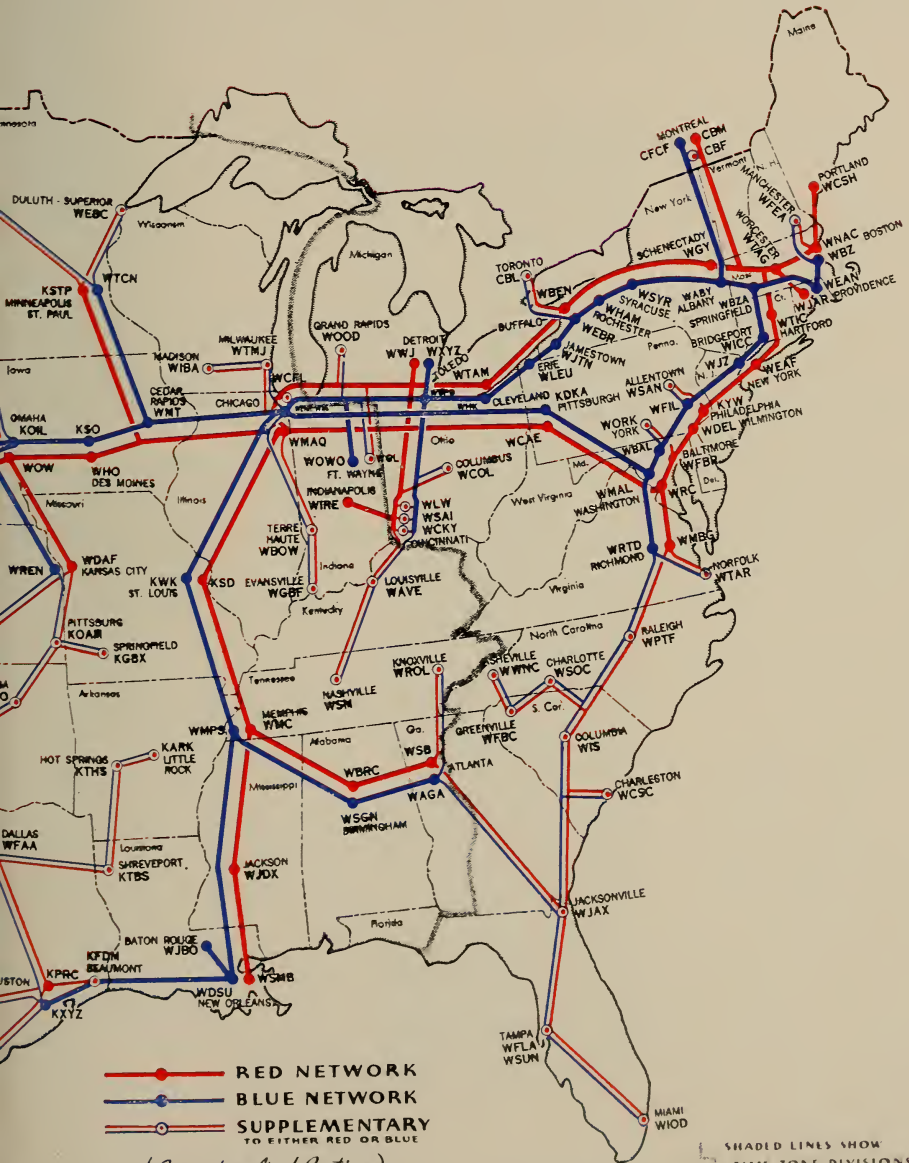 Maine
MONTREAL
CFCF
CBM
CBF
Vermont
N. H.
PORTLAND
WCSH
MANCHESTER
WFEA
New York
WORCESTER
WTAG
WNAC BOSTON
WBZ
WEAN
WJAR PROVIDENCE
Mass
Ct.
SCHENECTADY
WGY
WABY
ALBANY
WBZA
SPRINGFIELD
WTIC
HARTFORD
BRIDGEPORT
WICC
WSYR
SYRACUSE
WHAM
ROCHESTER
WEBR
JAMESTOWN
WJTN
ERIE
WLEU
TORONTO
CBL
WBEN
BUFFALO
DULUTH - SUPERIOR
WEBC
Wisconsin
Michigan
KSTP
WTCN
MINNEAPOLIS
ST. PAUL
MILWAUKEE
WTMJ
MADISON
WIBA
GRAND RAPIDS
WOOD
DETROIT
WWJ
WXYZ
TOLEDO
WTAM
CLEVELAND
WHK
WCFL
CHICAGO
Iowa
CEDAR
RAPIDS
WMT
OMAHA
KOIL
KSO
WOW
WHO
DES MOINES
KDKA
PITTSBURGH
WCAE
Penna.
ALLENTOWN
WSAN
WJZ
N. J.
WEAF
NEW YORK
WORK
YORK
WFIL
KYW
PHILADELPHIA
WDEL WILMINGTON
WBAL
BALTIMORE
WFBR
Del.
Md.
WMAL
WASHINGTON
WRC
WMAQ
WOWO
FT. WAYNE
WGL
Ohio
COLUMBUS
WCOL
INDIANAPOLIS
WIRE
WLW
WSAI
WCKY
CINCINNATI
West Virginia
Missouri
Illinois
TERRE
HAUTE
WBOW
Indiana
EVANSVILLE
WGBF
Kentucky
LOUISVILLE
WAVE
WRTD
RICHMOND
WMBG
NORFOLK
WTAR
Virginia
WREN
WDAF
KANSAS CITY
KWK
ST. LOUIS
KSD
PITTSBURG
KOAM
SPRINGFIELD
KGBX
North Carolina
RALEIGH
WPTF
KNOXVILLE
WROL
ASHEVILLE
WWNC
CHARLOTTE
WSOC
NASHVILLE
WSM
Tennessee
Arkansas
S. Car.
GREENVILLE
WFBC
COLUMBIA
WIS
MEMPHIS
WMC
WMPS
Alabama
Ga.
WSB
ATLANTA
WAGA
CHARLESTON
WCSC
HOT SPRINGS
KTHS
KARK
LITTLE
ROCK
Mississippi
WBRC
WSGN
BIRMINGHAM
DALLAS
WFAA
Louisiana
SHREVEPORT
KTBS
JACKSON
WJDX
JACKSONVILLE
WJAX
Florida
BATON ROUGE
WJBO
KFDM
BEAUMONT
KPRC
KXYZ
WDSU
NEW ORLEANS
WSMB
TAMPA
WFLA
WSUN
MIAMI
WIOD
RED NETWORK
BLUE NETWORK
SUPPLEMENTARY
TO EITHER RED OR BLUE
SHADED LINES SHOW
TIME ZONE DIVISIONS